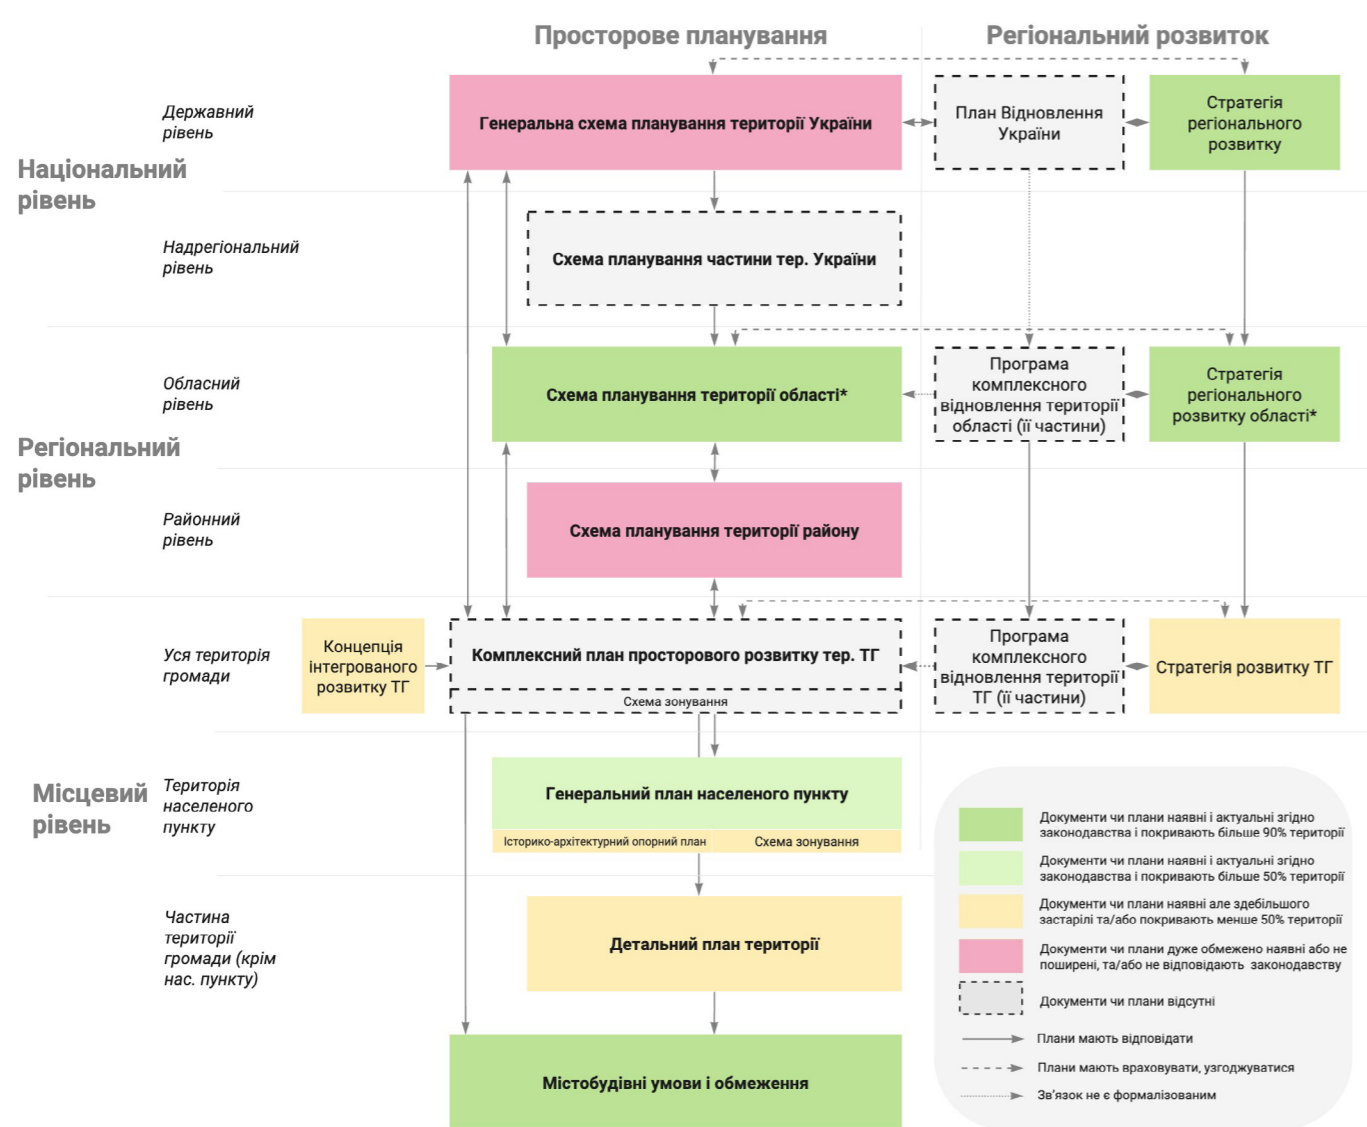 Просторове планування
Регіональний розвиток
Національний
рівень
Державний
рівень
Генеральна схема планування території України
План Відновлення
України
Стратегія
регіонального
розвитку
Надрегіональний
рівень
Схема планування частини тер. України
Регіональний
рівень
Обласний
рівень
Схема планування території області*
Програма
комплексного
відновлення території
області (її частини)
Стратегія
регіонального
розвитку області*
Районний
рівень
Схема планування території району
Місцевий
рівень
Уся територія
громади
Концепція
інтегрованого
розвитку ТГ
Комплексний план просторового розвитку тер. ТГ
Схема зонування
Програма
комплексного
відновлення території
ТГ (її частини)
Стратегія розвитку ТГ
Територія
населеного
пункту
Генеральний план населеного пункту
Історико-архітектурний опорний план
Схема зонування
Частина
території
громади (крім
нас. пункту)
Детальний план території
Містобудівні умови і обмеження
Документи чи плани наявні і актуальні згідно
законодавства і покривають більше 90% території
Документи чи плани наявні і актуальні згідно
законодавства і покривають більше 50% території
Документи чи плани наявні але здебільшого
застарілі та/або покривають менше 50% території
Документи чи плани дуже обмежено наявні або не
поширені, та/або не відповідають законодавству
Документи чи плани відсутні
Плани мають відповідати
Плани мають враховувати, узгоджуватися
Зв'язок не є формалізованим